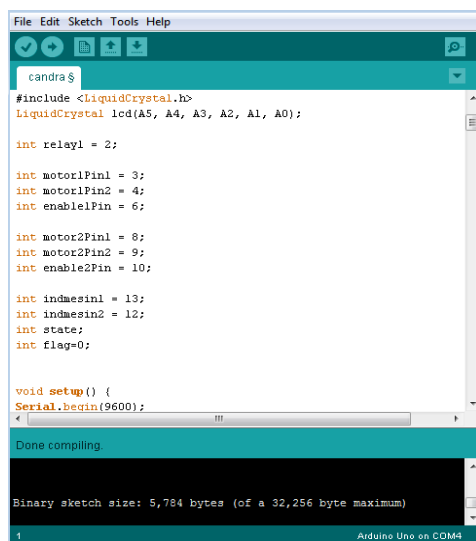 File Edit Sketch Tools Help
candra §
#include <LiquidCrystal.h>
LiquidCrystal lcd(A5, A4, A3, A2, A1, A0);
int relay1 = 2;
int motor1Pin1 = 3;
int motor1Pin2 = 4;
int enable1Pin = 6;
int motor2Pin1 = 8;
int motor2Pin2 = 9;
int enable2Pin = 10;
int indmesin1 = 13;
int indmesin2 = 12;
int state;
int flag=0;
void setup() {
Serial.begin(9600);
Done compiling.
Binary sketch size: 5,784 bytes (of a 32,256 byte maximum)
1 Arduino Uno on COM4